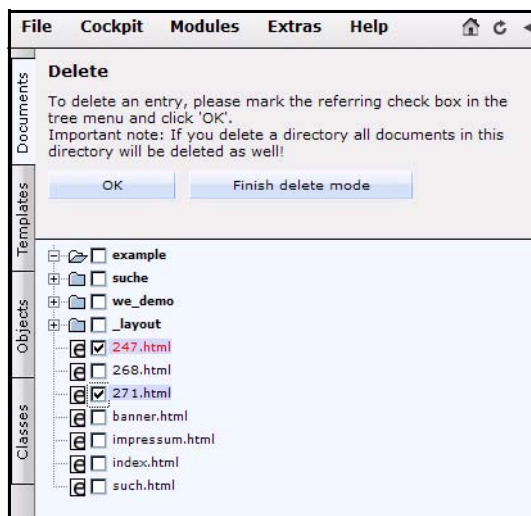 File Cockpit Modules Extras Help
Documents
Templates
Objects
Classes
Delete
To delete an entry, please mark the referring check box in the
tree menu and click 'OK'.
Important note: If you delete a directory all documents in this
directory will be deleted as well!
OK Finish delete mode
example
suche
we_demo
_layout
247.html
268.html
271.html
banner.html
impressum.html
index.html
such.html